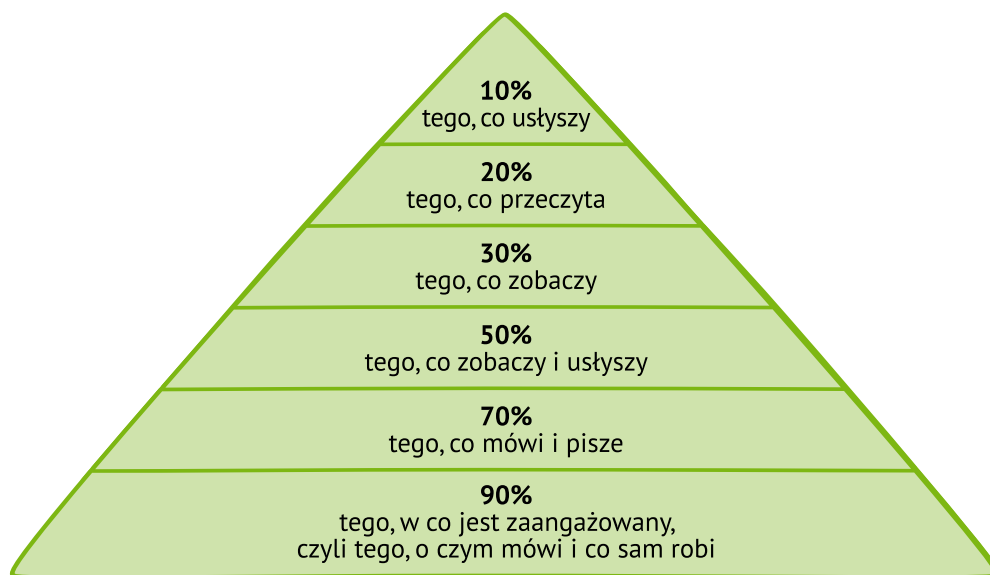 10%
tego, co usłyszy
20%
tego, co przeczyta
30%
tego, co zobaczy
50%
tego, co zobaczy i usłyszy
70%
tego, co mówi i pisze
90%
tego, w co jest zaangażowany,
czyli tego, o czym mówi i co sam robi